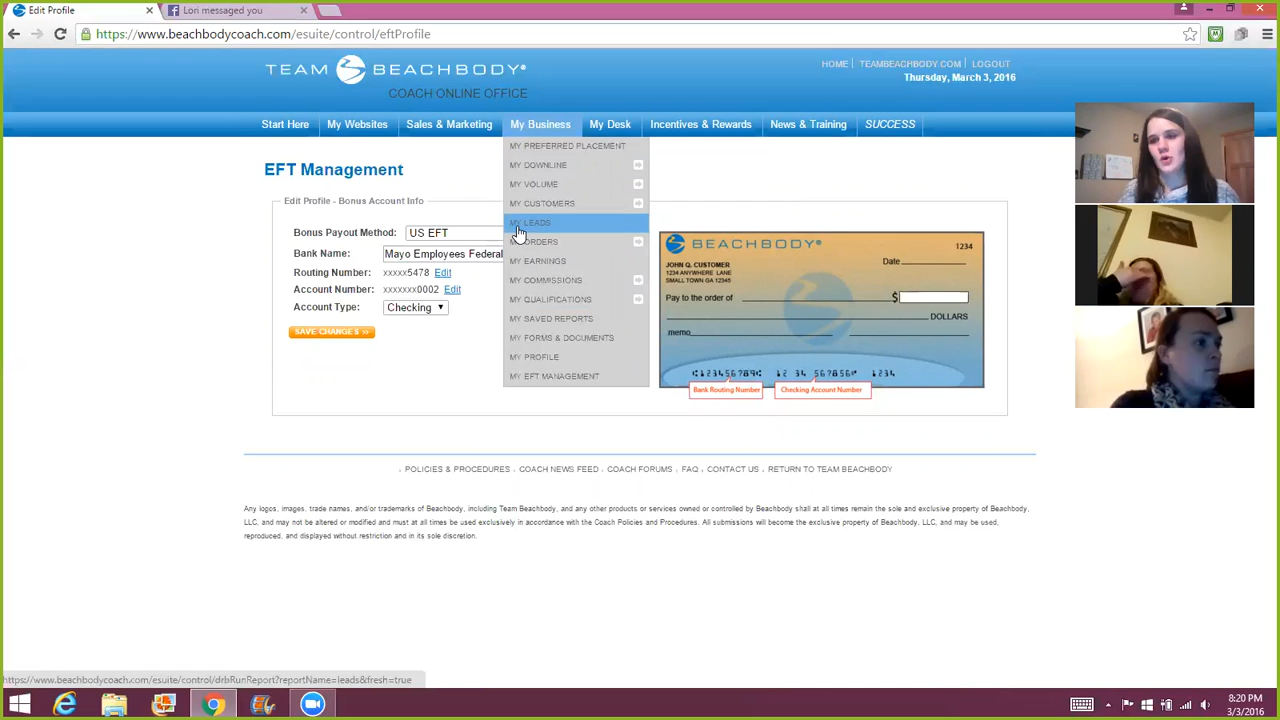 Edit Profile
Lori messaged you
https://www.beachbodycoach.com/esuite/control/eftProfile
TEAM BEACHBODY®
COACH ONLINE OFFICE
HOME TEAMBEACHBODY.COM LOGOUT
Thursday, March 3, 2016
Start Here My Websites Sales & Marketing My Business My Desk Incentives & Rewards News & Training SUCCESS
EFT Management
Edit Profile - Bonus Account Info
Bonus Payout Method: US EFT
Bank Name: Mayo Employees Federal
Routing Number: xxxxx5478 Edit
Account Number: xxxxxxx0002 Edit
Account Type: Checking
SAVE CHANGES >>
MY PREFERRED PLACEMENT
MY DOWNLINE
MY VOLUME
MY CUSTOMERS
MY LEADS
MY ORDERS
MY EARNINGS
MY COMMISSIONS
MY QUALIFICATIONS
MY SAVED REPORTS
MY FORMS & DOCUMENTS
MY PROFILE
MY EFT MANAGEMENT
BEACHBODY® 1234
JOHN Q. CUSTOMER
1234 ANYWHERE LANE
SMALL TOWN GA 12345
Date
Pay to the order of $
DOLLARS
memo
Bank Routing Number Checking Account Number
POLICIES & PROCEDURES COACH NEWS FEED COACH FORUMS FAQ CONTACT US RETURN TO TEAM BEACHBODY
Any logos, images, trade names, and/or trademarks of Beachbody, including Team Beachbody, and any other products or services owned or controlled by Beachbody shall at all times remain the sole and exclusive property of Beachbody,
LLC, and may not be altered or modified and must at all times be used exclusively in accordance with the Coach Policies and Procedures. All submissions will become the exclusive property of Beachbody, LLC, and may be used,
reproduced, and displayed without restriction and in its sole discretion.
https://www.beachbodycoach.com/esuite/control/drbRunReport?reportName=leads&fresh=true
8:20 PM
3/3/2016